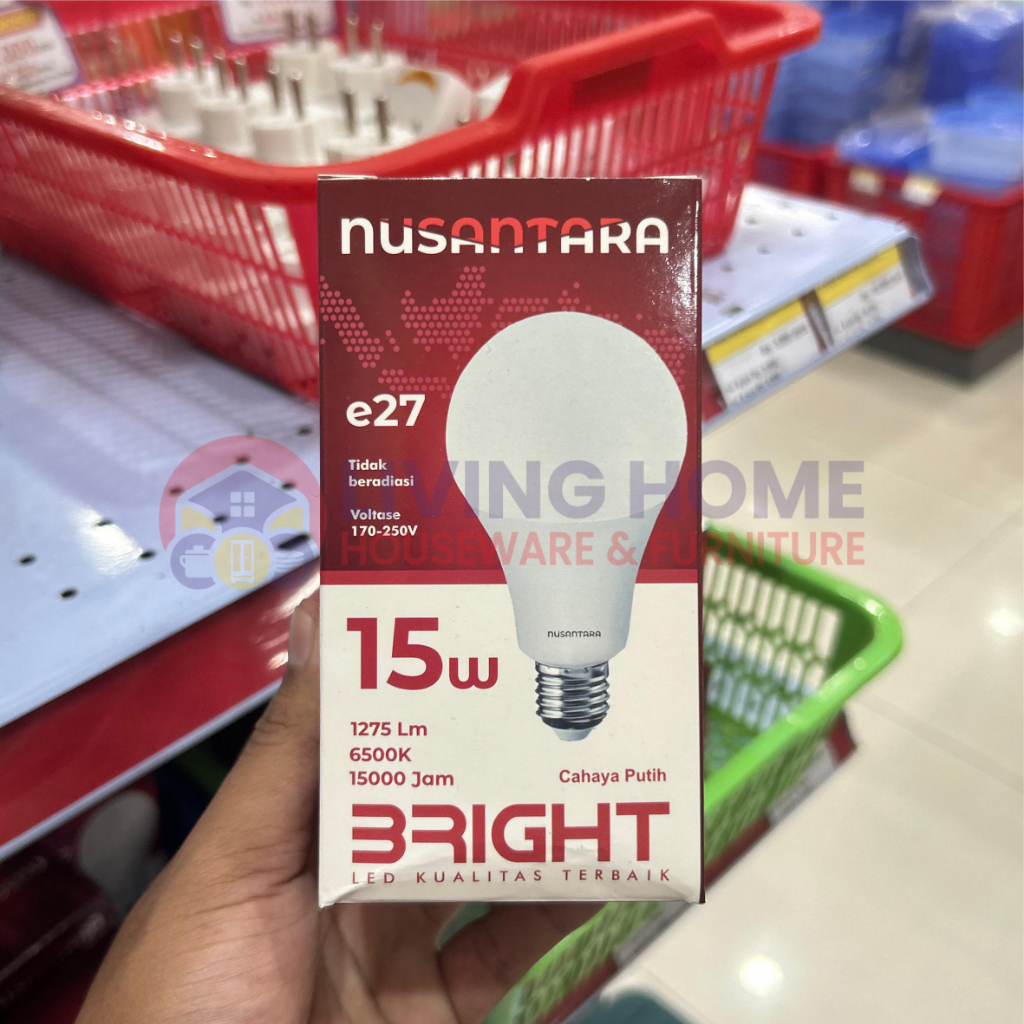 NUSANTARA
e27
Tidak
beradiasi
Voltase
170-250V
LIVING HOME
HOUSEWARE & FURNITURE
NUSANTARA
15w
1275 Lm
6500K
15000 Jam
Cahaya Putih
BRIGHT
LED KUALITAS TERBAIK